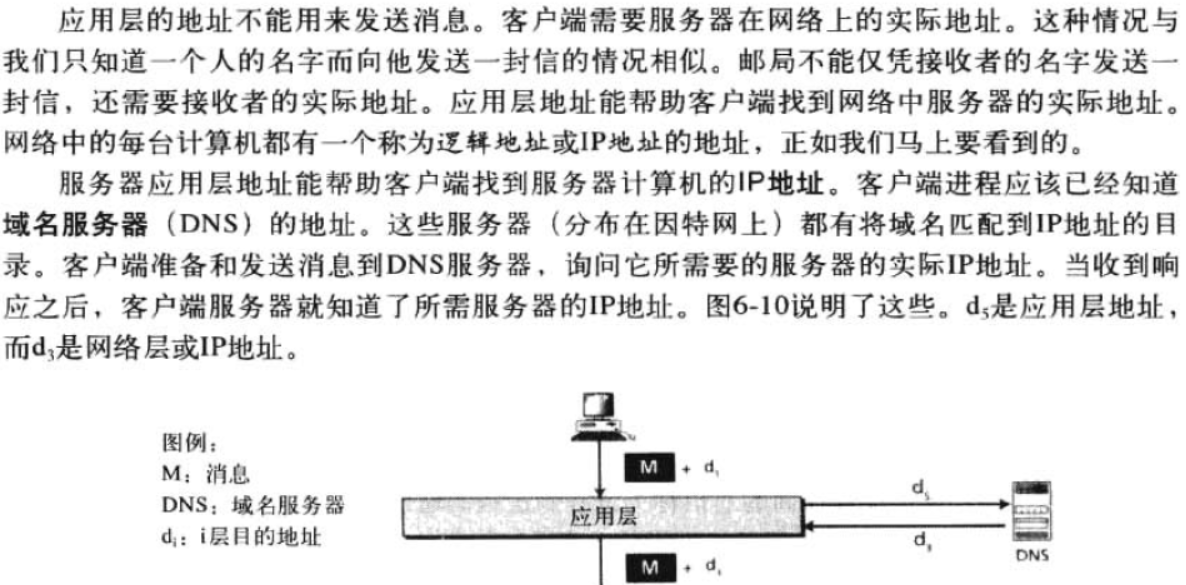 应用层的地址不能用来发送消息。客户端需要服务器在网络上的实际地址。这种情况与
我们只知道一个人的名字而向他发送一封信的情况相似。邮局不能仅凭接收者的名字发送一
封信，还需要接收者的实际地址。应用层地址能帮助客户端找到网络中服务器的实际地址。
网络中的每台计算机都有一个称为逻辑地址或IP地址的地址，正如我们马上要看到的。
服务器应用层地址能帮助客户端找到服务器计算机的IP地址。客户端进程应该已经知道
域名服务器（DNS）的地址。这些服务器（分布在因特网上）都有将域名匹配到IP地址的目
录。客户端准备和发送消息到DNS服务器，询问它所需要的服务器的实际IP地址。当收到响
应之后，客户端服务器就知道了所需服务器的IP地址。图6-10说明了这些。d₅是应用层地址，
而d₃是网络层或IP地址。
图例：
M：消息
DNS：域名服务器
dᵢ：i层目的地址
M + d
应用层
d₅
d₃
DNS
M + d